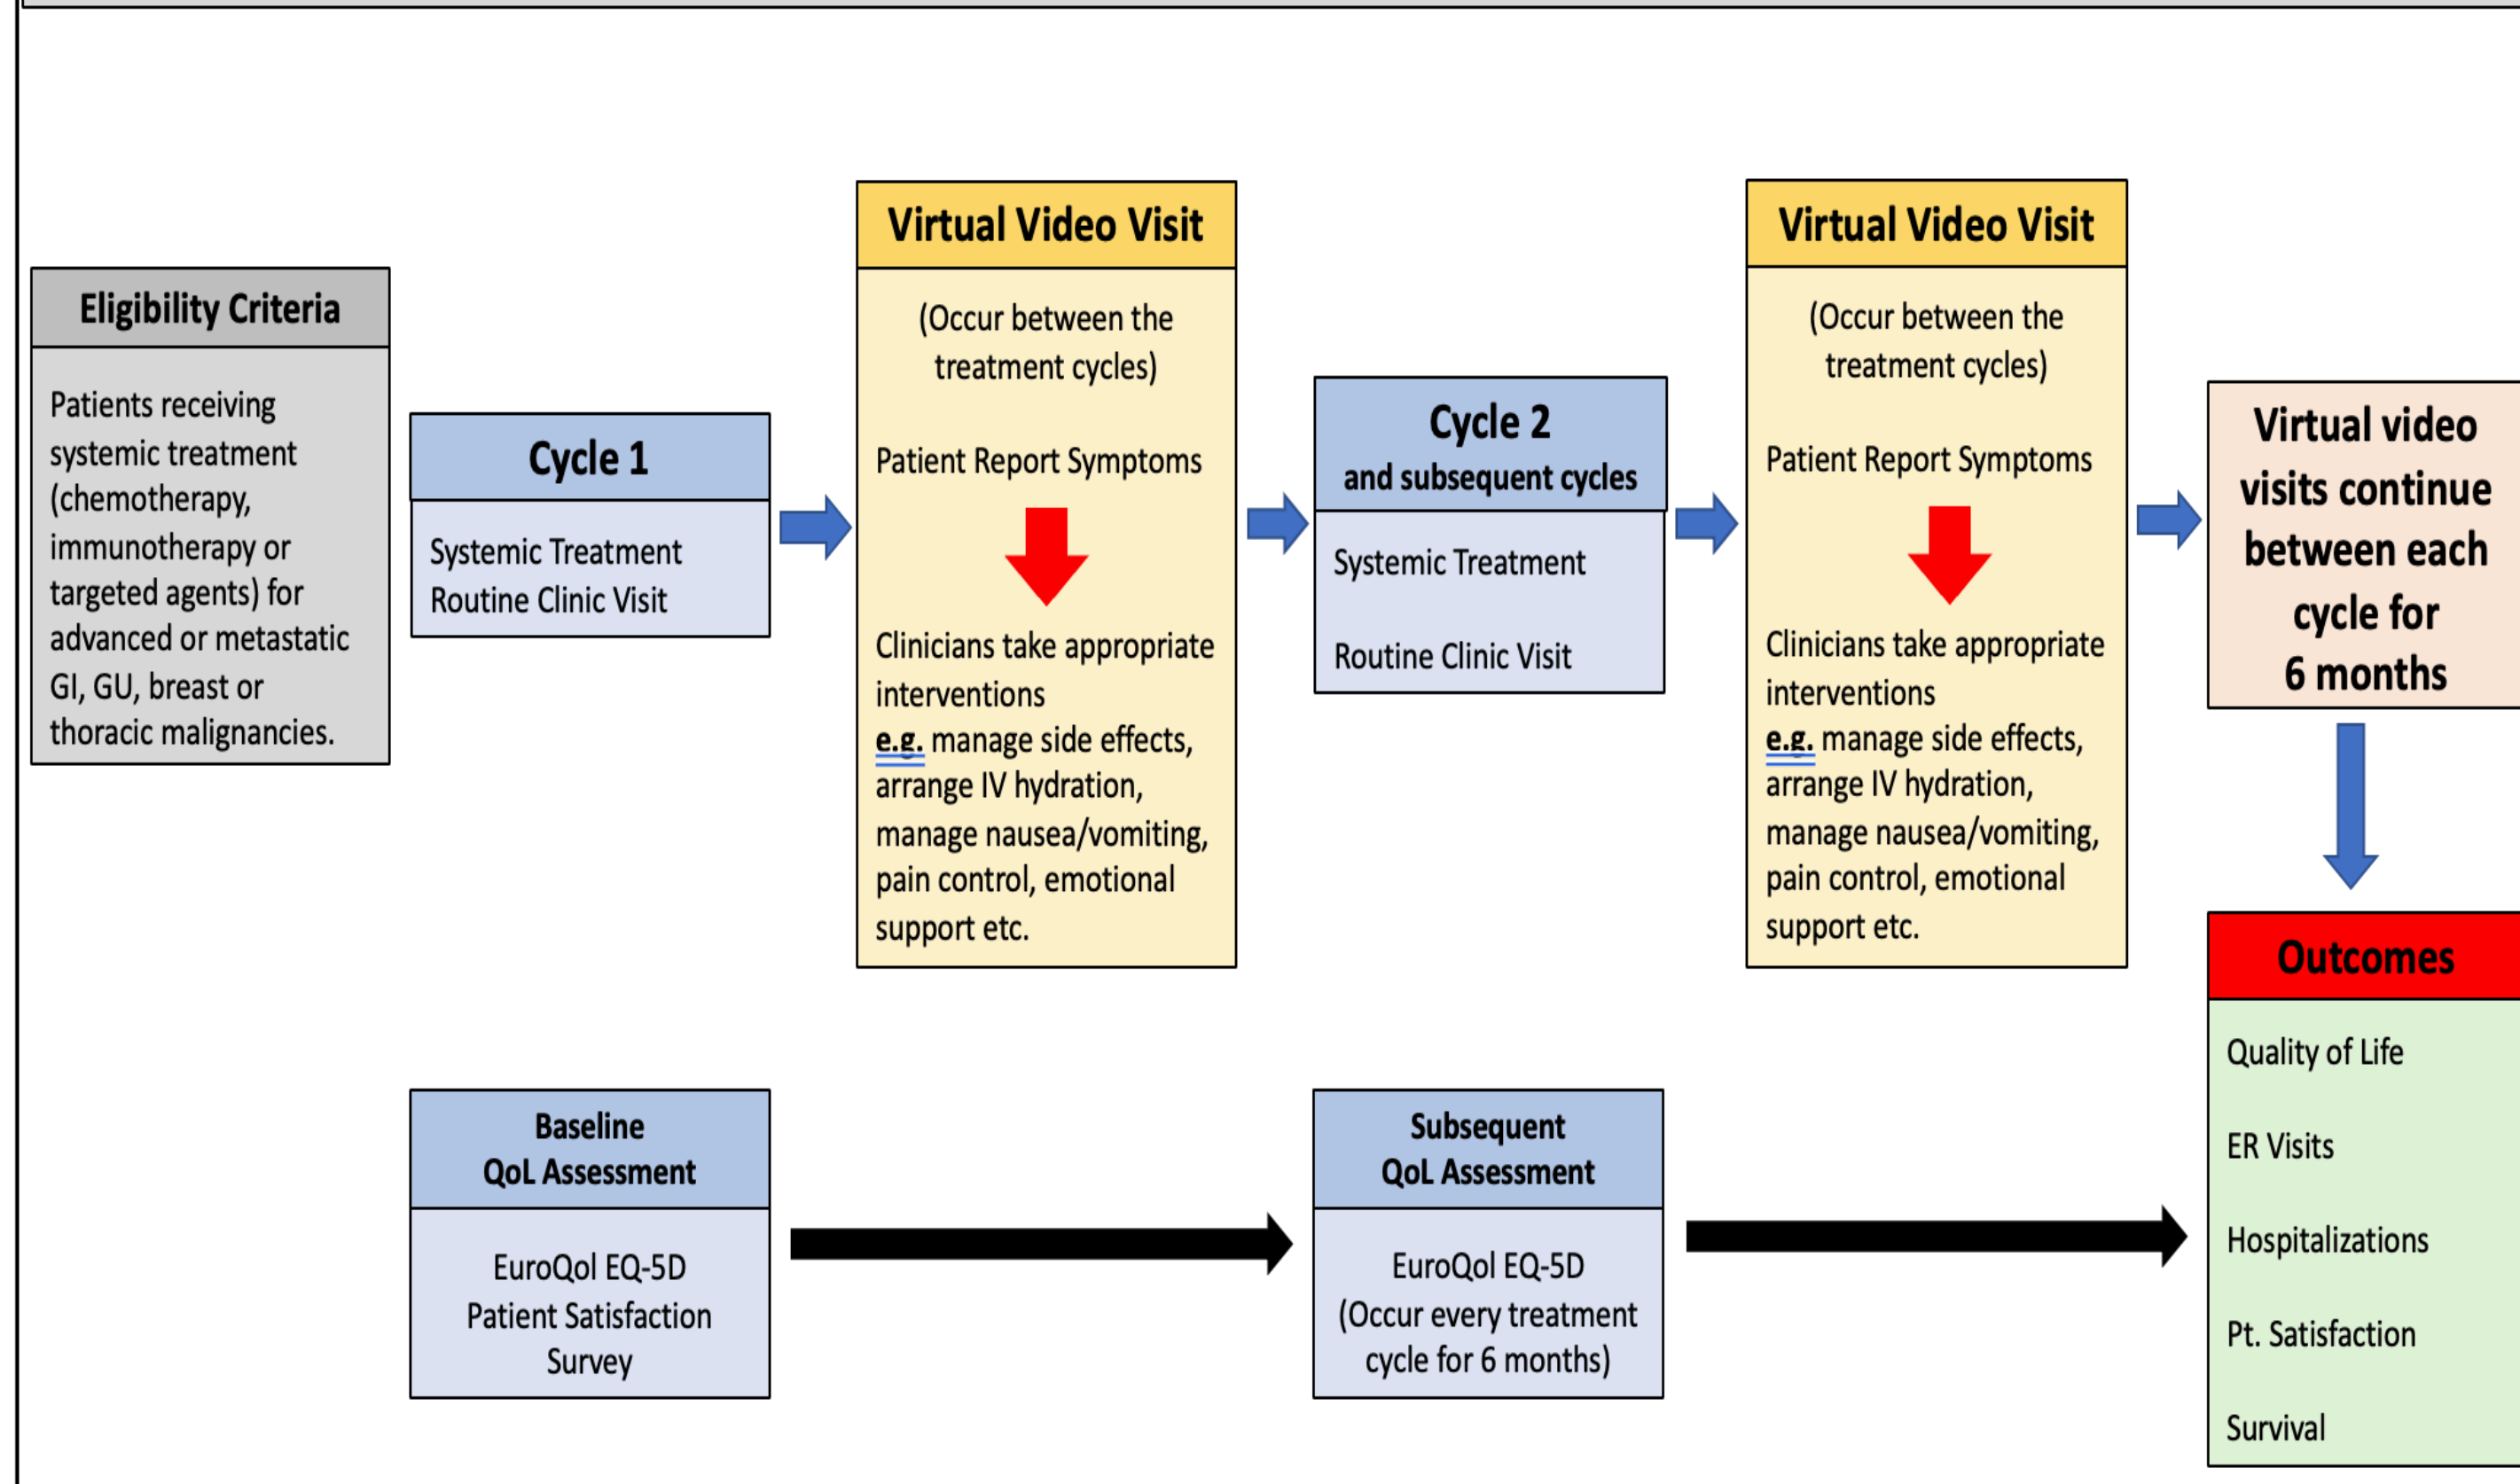 Eligibility Criteria
Patients receiving
systemic treatment
(chemotherapy,
immunotherapy or
targeted agents) for
advanced or metastatic
GI, GU, breast or
thoracic malignancies.
Cycle 1
Systemic Treatment
Routine Clinic Visit
Virtual Video Visit
(Occur between the
treatment cycles)
Patient Report Symptoms
Clinicians take appropriate
interventions
e.g. manage side effects,
arrange IV hydration,
manage nausea/vomiting,
pain control, emotional
support etc.
Cycle 2
and subsequent cycles
Systemic Treatment
Routine Clinic Visit
Virtual Video Visit
(Occur between the
treatment cycles)
Patient Report Symptoms
Clinicians take appropriate
interventions
e.g. manage side effects,
arrange IV hydration,
manage nausea/vomiting,
pain control, emotional
support etc.
Virtual video
visits continue
between each
cycle for
6 months
Baseline
QoL Assessment
EuroQol EQ-5D
Patient Satisfaction
Survey
Subsequent
QoL Assessment
EuroQol EQ-5D
(Occur every treatment
cycle for 6 months)
Outcomes
Quality of Life
ER Visits
Hospitalizations
Pt. Satisfaction
Survival